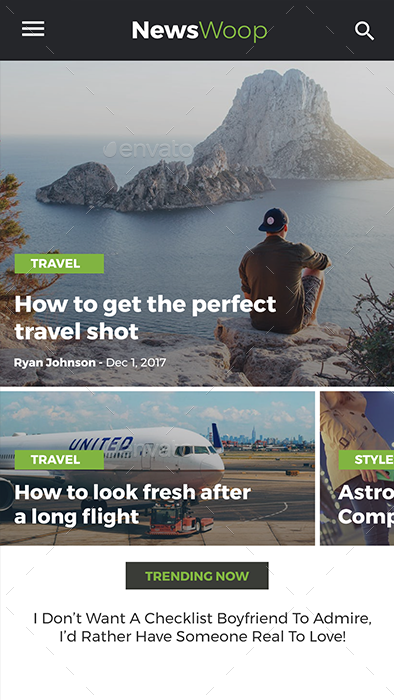 NewsWoop
envato
TRAVEL
How to get the perfect
travel shot
Ryan Johnson - Dec 1, 2017
UNITED
TRAVEL
How to look fresh after
a long flight
STYLE
Astro
Comp
TRENDING NOW
I Don’t Want A Checklist Boyfriend To Admire,
I’d Rather Have Someone Real To Love!